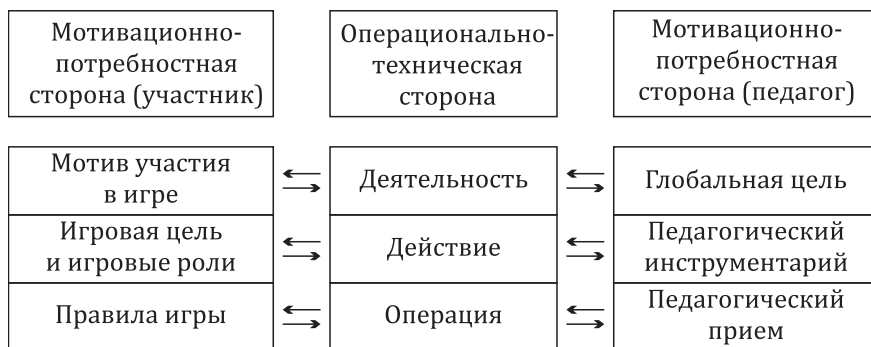 Мотивационно-
потребностная
сторона (участник)
Операционально-
техническая
сторона
Мотивационно-
потребностная
сторона (педагог)
Мотив участия
в игре
Деятельность
Глобальная цель
Игровая цель
и игровые роли
Действие
Педагогический
инструментарий
Правила игры
Операция
Педагогический
прием